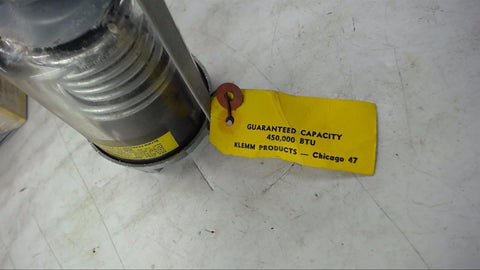 GUARANTEED CAPACITY
450,000 BTU
KLEMM PRODUCTS — Chicago 47